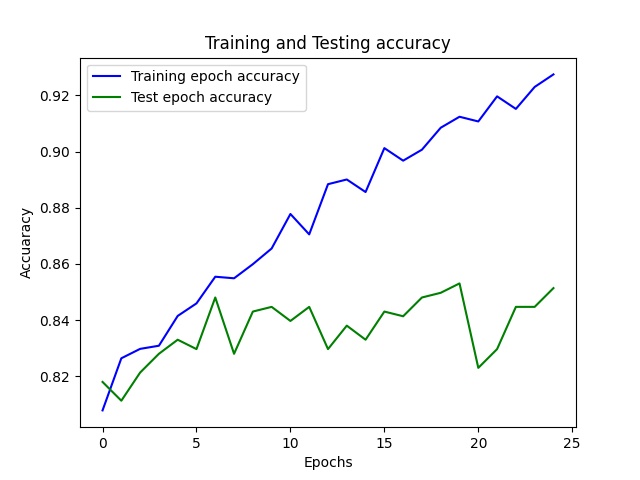 Training and Testing accuracy
Training epoch accuracy
Test epoch accuracy
0.92
0.90
0.88
0.86
0.84
0.82
Accuaracy
0 5 10 15 20 25
Epochs